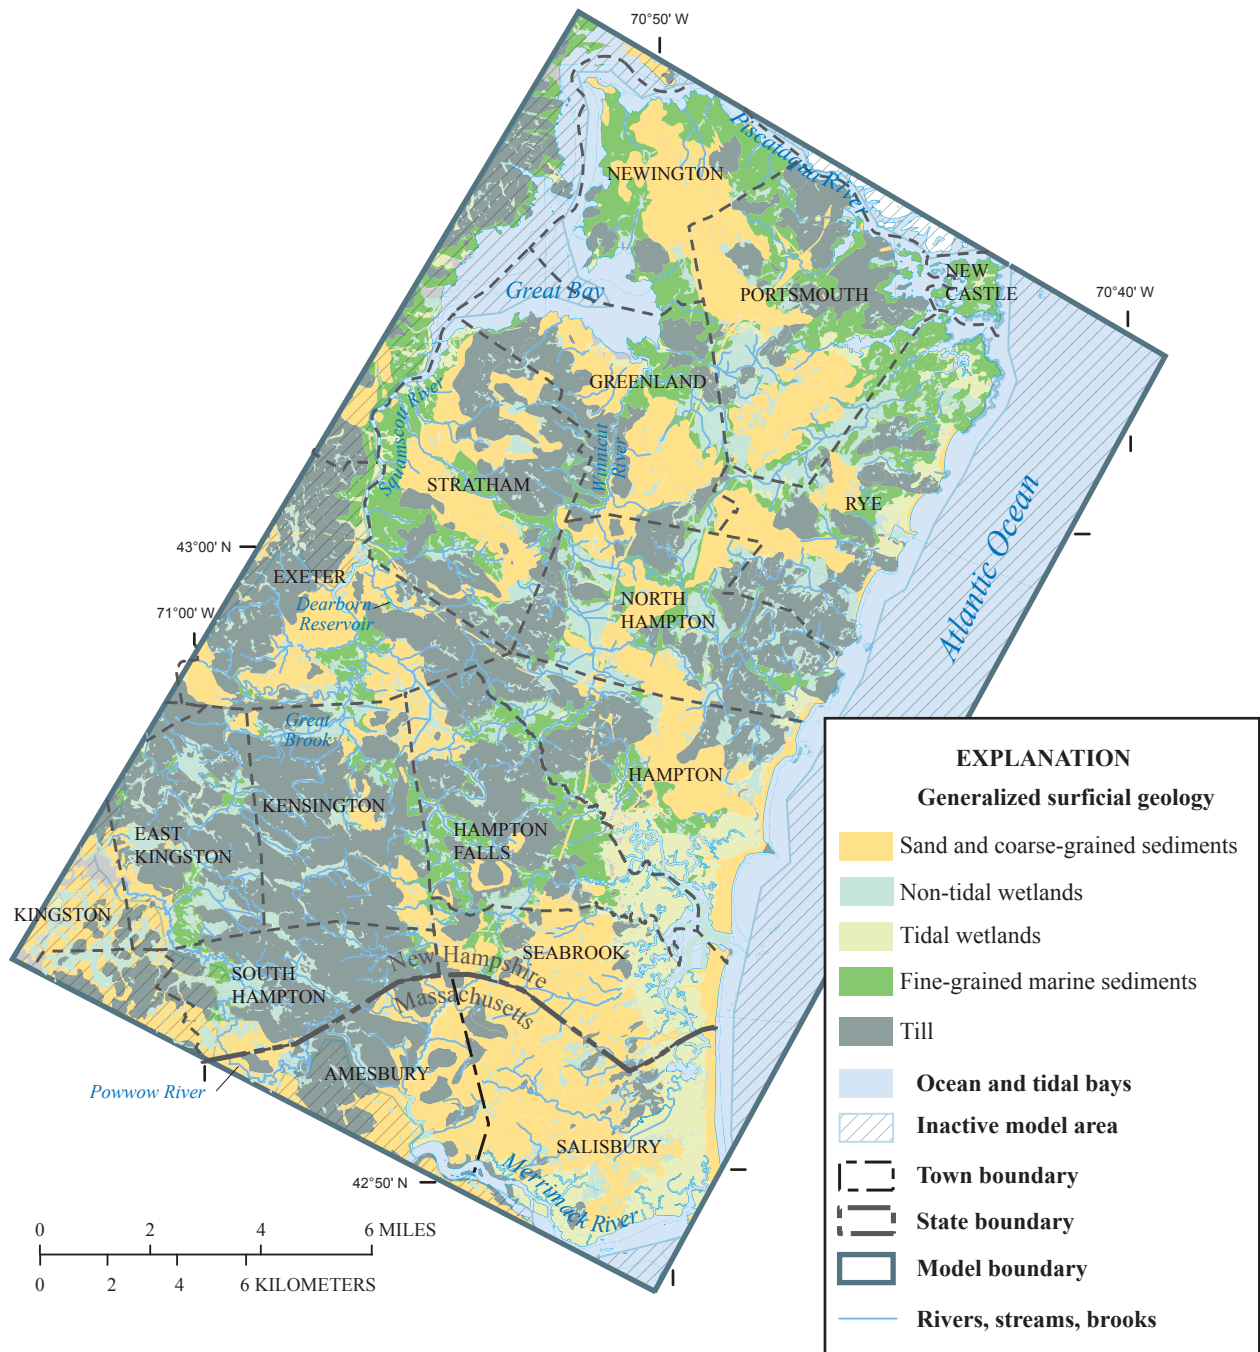 70°50' W
Piscataqua River
NEWINGTON
NEW
CASTLE
Great Bay
PORTSMOUTH
70°40' W
GREENLAND
Squamscott River
Winnicut
River
STRATHAM
RYE
Atlantic Ocean
43°00' N
EXETER
Dearborn
Reservoir
NORTH
HAMPTON
71°00' W
Great
Brook
HAMPTON
KENSINGTON
EAST
KINGSTON
HAMPTON
FALLS
KINGSTON
SEABROOK
New Hampshire
SOUTH
HAMPTON
Massachusetts
AMESBURY
Powwow River
SALISBURY
Merrimack River
42°50' N
0 2 4 6 MILES
0 2 4 6 KILOMETERS
EXPLANATION
Generalized surficial geology
Sand and coarse-grained sediments
Non-tidal wetlands
Tidal wetlands
Fine-grained marine sediments
Till
Ocean and tidal bays
Inactive model area
Town boundary
State boundary
Model boundary
Rivers, streams, brooks